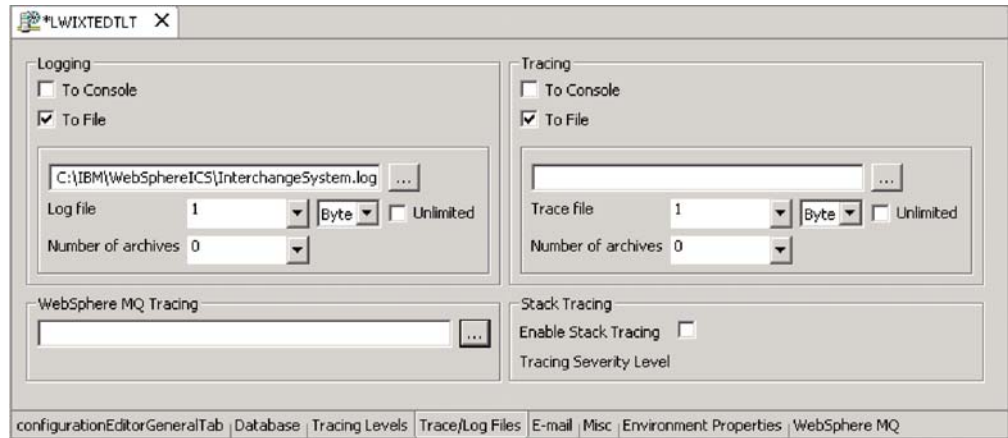 *LWIXTEDTLT X
Logging
To Console
To File
C:\IBM\WebSphereICS\InterchangeSystem.log ...
Log file 1 Byte Unlimited
Number of archives 0
Tracing
To Console
To File
...
Trace file 1 Byte Unlimited
Number of archives 0
WebSphere MQ Tracing
...
Stack Tracing
Enable Stack Tracing
Tracing Severity Level
configurationEditorGeneralTab Database Tracing Levels Trace/Log Files E-mail Misc Environment Properties WebSphere MQ